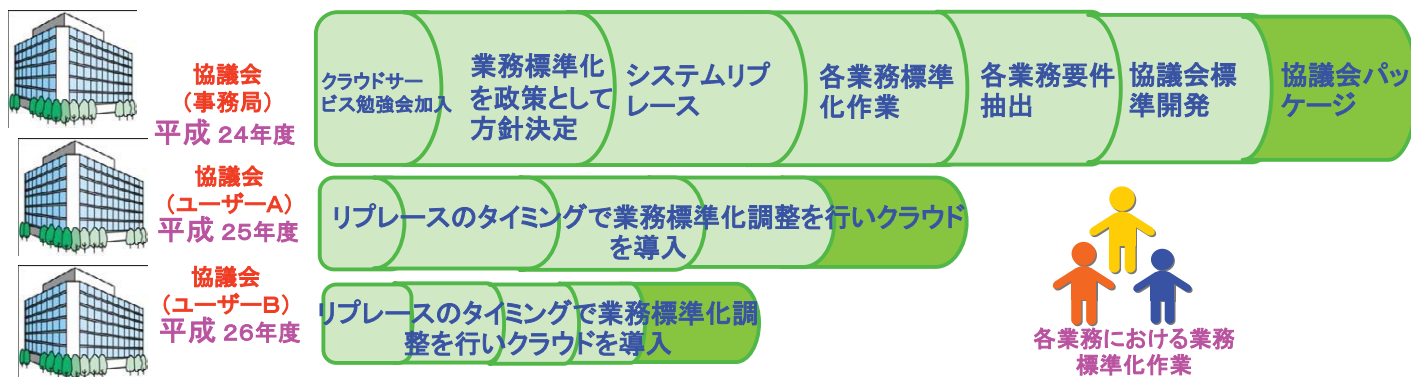 協議会
（事務局）
平成 24年度
クラウドサー
ビス勉強会加入
業務標準化
を政策として
方針決定
システムリプ
レース
各業務標準
化作業
各業務要件
抽出
協議会標
準開発
協議会パッ
ケージ
協議会
（ユーザーA）
平成 25年度
リプレースのタイミングで業務標準化調整を行いクラウド
を導入
協議会
（ユーザーB）
平成 26年度
リプレースのタイミングで業務標準化調
整を行いクラウドを導入
各業務における業務
標準化作業